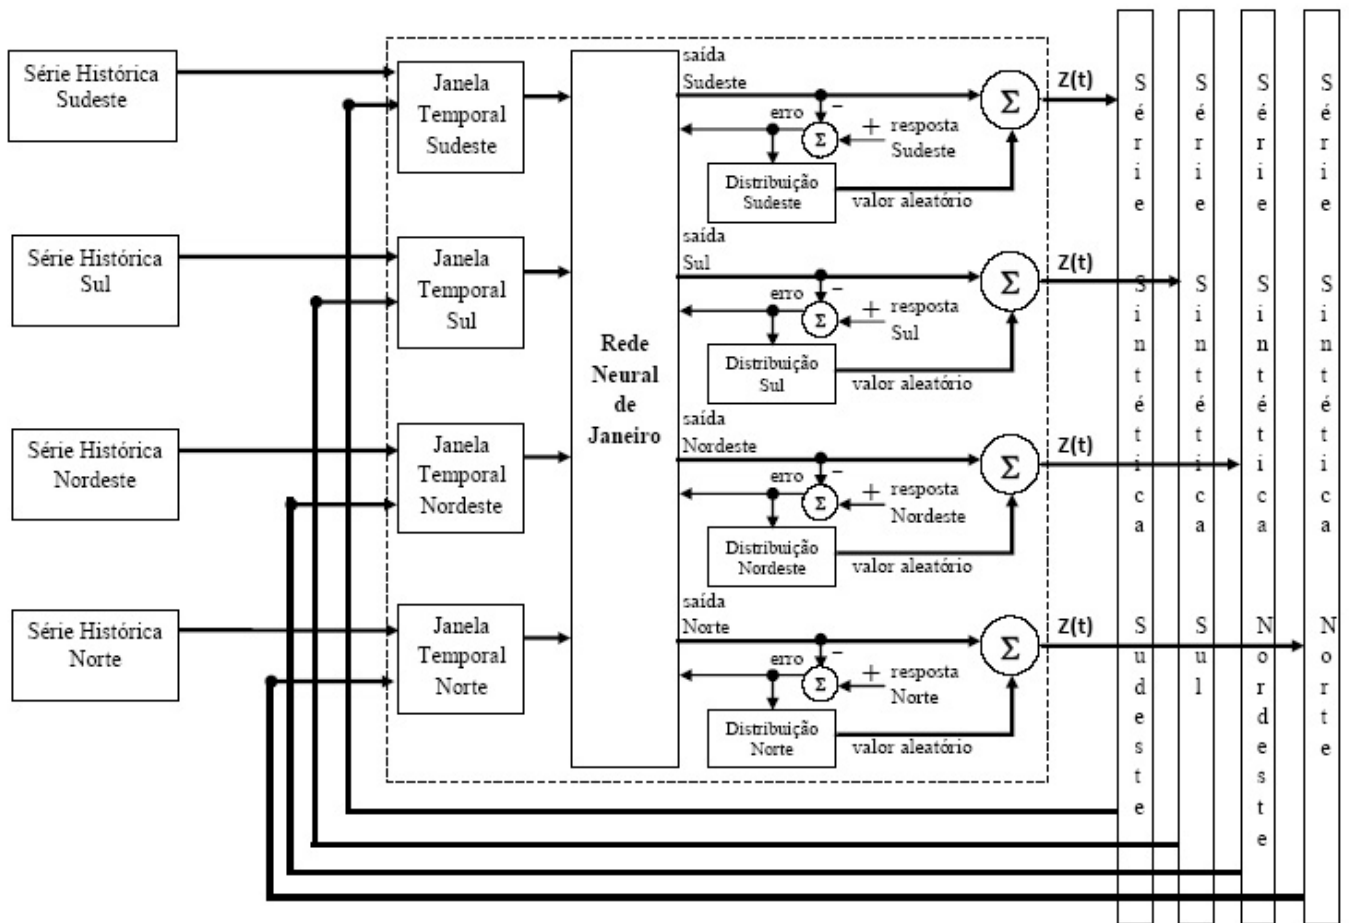 Série Histórica
Sudeste
Janela
Temporal
Sudeste
saída
Sudeste
erro
−
+ resposta
Sudeste
Σ
Σ
Distribuição
Sudeste
valor aleatório
Z(t)
Série Histórica
Sul
Janela
Temporal
Sul
saída
Sul
erro
−
+ resposta
Sul
Σ
Σ
Distribuição
Sul
valor aleatório
Z(t)
Rede
Neural
de
Janeiro
Série Histórica
Nordeste
Janela
Temporal
Nordeste
saída
Nordeste
erro
−
+ resposta
Nordeste
Σ
Σ
Distribuição
Nordeste
valor aleatório
Z(t)
Série Histórica
Norte
Janela
Temporal
Norte
saída
Norte
erro
−
+ resposta
Norte
Σ
Σ
Distribuição
Norte
valor aleatório
Z(t)
Série Sintética Sudeste
Série Sintética Sul
Série Sintética Nordeste
Série Sintética Norte